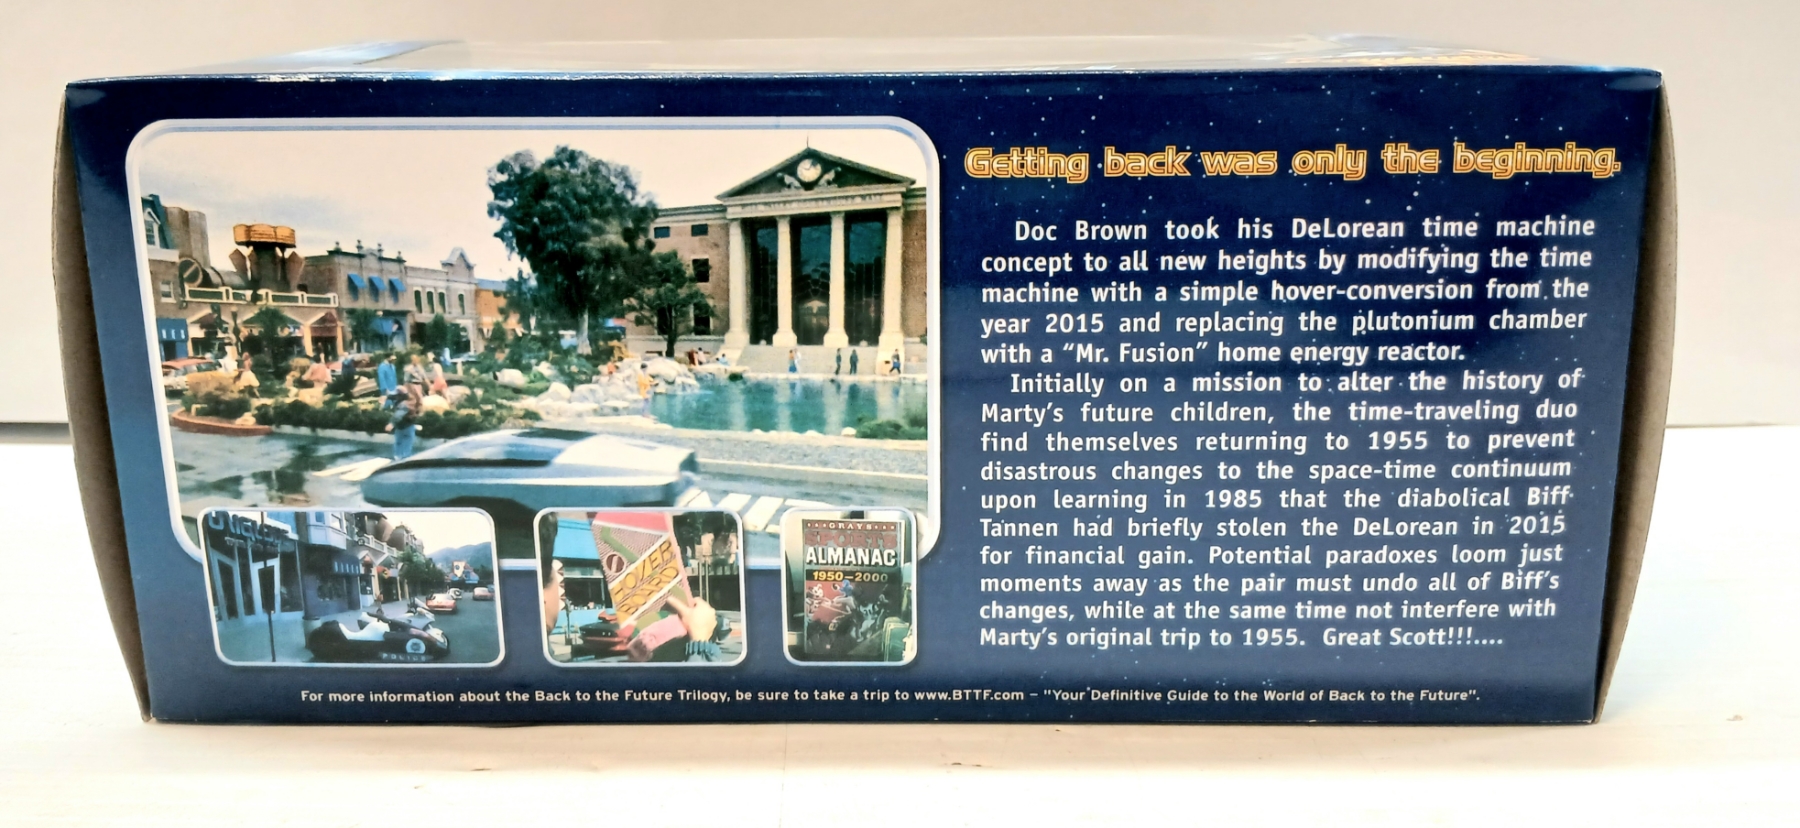 Getting back was only the beginning.
Doc Brown took his DeLorean time machine
concept to all new heights by modifying the time
machine with a simple hover-conversion from the
year 2015 and replacing the plutonium chamber
with a “Mr. Fusion” home energy reactor.
Initially on a mission to alter the history of
Marty’s future children, the time-traveling duo
find themselves returning to 1955 to prevent
disastrous changes to the space-time continuum
upon learning in 1985 that the diabolical Biff
Tannen had briefly stolen the DeLorean in 2015
for financial gain. Potential paradoxes loom just
moments away as the pair must undo all of Biff’s
changes, while at the same time not interfere with
Marty’s original trip to 1955. Great Scott!!!....
POLICE
HOVER
BOARD
GRAYS
SPORTS
ALMANAC
1950-2000
For more information about the Back to the Future Trilogy, be sure to take a trip to www.BTTF.com – "Your Definitive Guide to the World of Back to the Future".